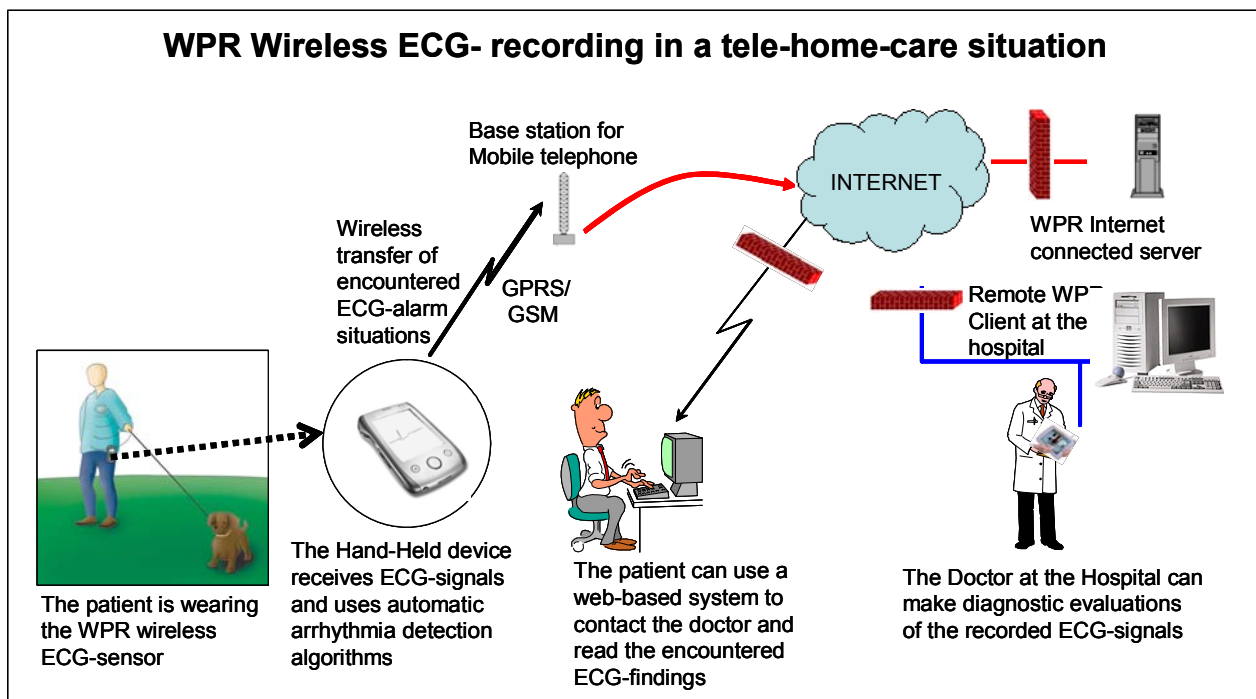 WPR Wireless ECG- recording in a tele-home-care situation
Base station for
Mobile telephone
INTERNET
Wireless
transfer of
encountered
ECG-alarm
situations
GPRS/
GSM
WPR Internet
connected server
Remote WPR
Client at the
hospital
The patient is wearing
the WPR wireless
ECG-sensor
The Hand-Held device
receives ECG-signals
and uses automatic
arrhythmia detection
algorithms
The patient can use a
web-based system to
contact the doctor and
read the encountered
ECG-findings
The Doctor at the Hospital can
make diagnostic evaluations
of the recorded ECG-signals